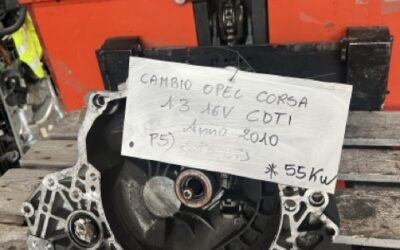 CAMBIO OPEL CORSA
1.3 16V CDTI
Anno 2010
P5)
* 55Kw